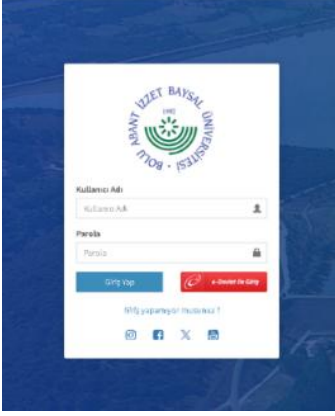 BOLU ABANT İZZET BAYSAL ÜNİVERSİTESİ
1992
Kullanıcı Adı
Kullanıcı Adı
Parola
Parola
Giriş Yap
e-Devlet ile Giriş
Giriş yapamıyor musunuz ?